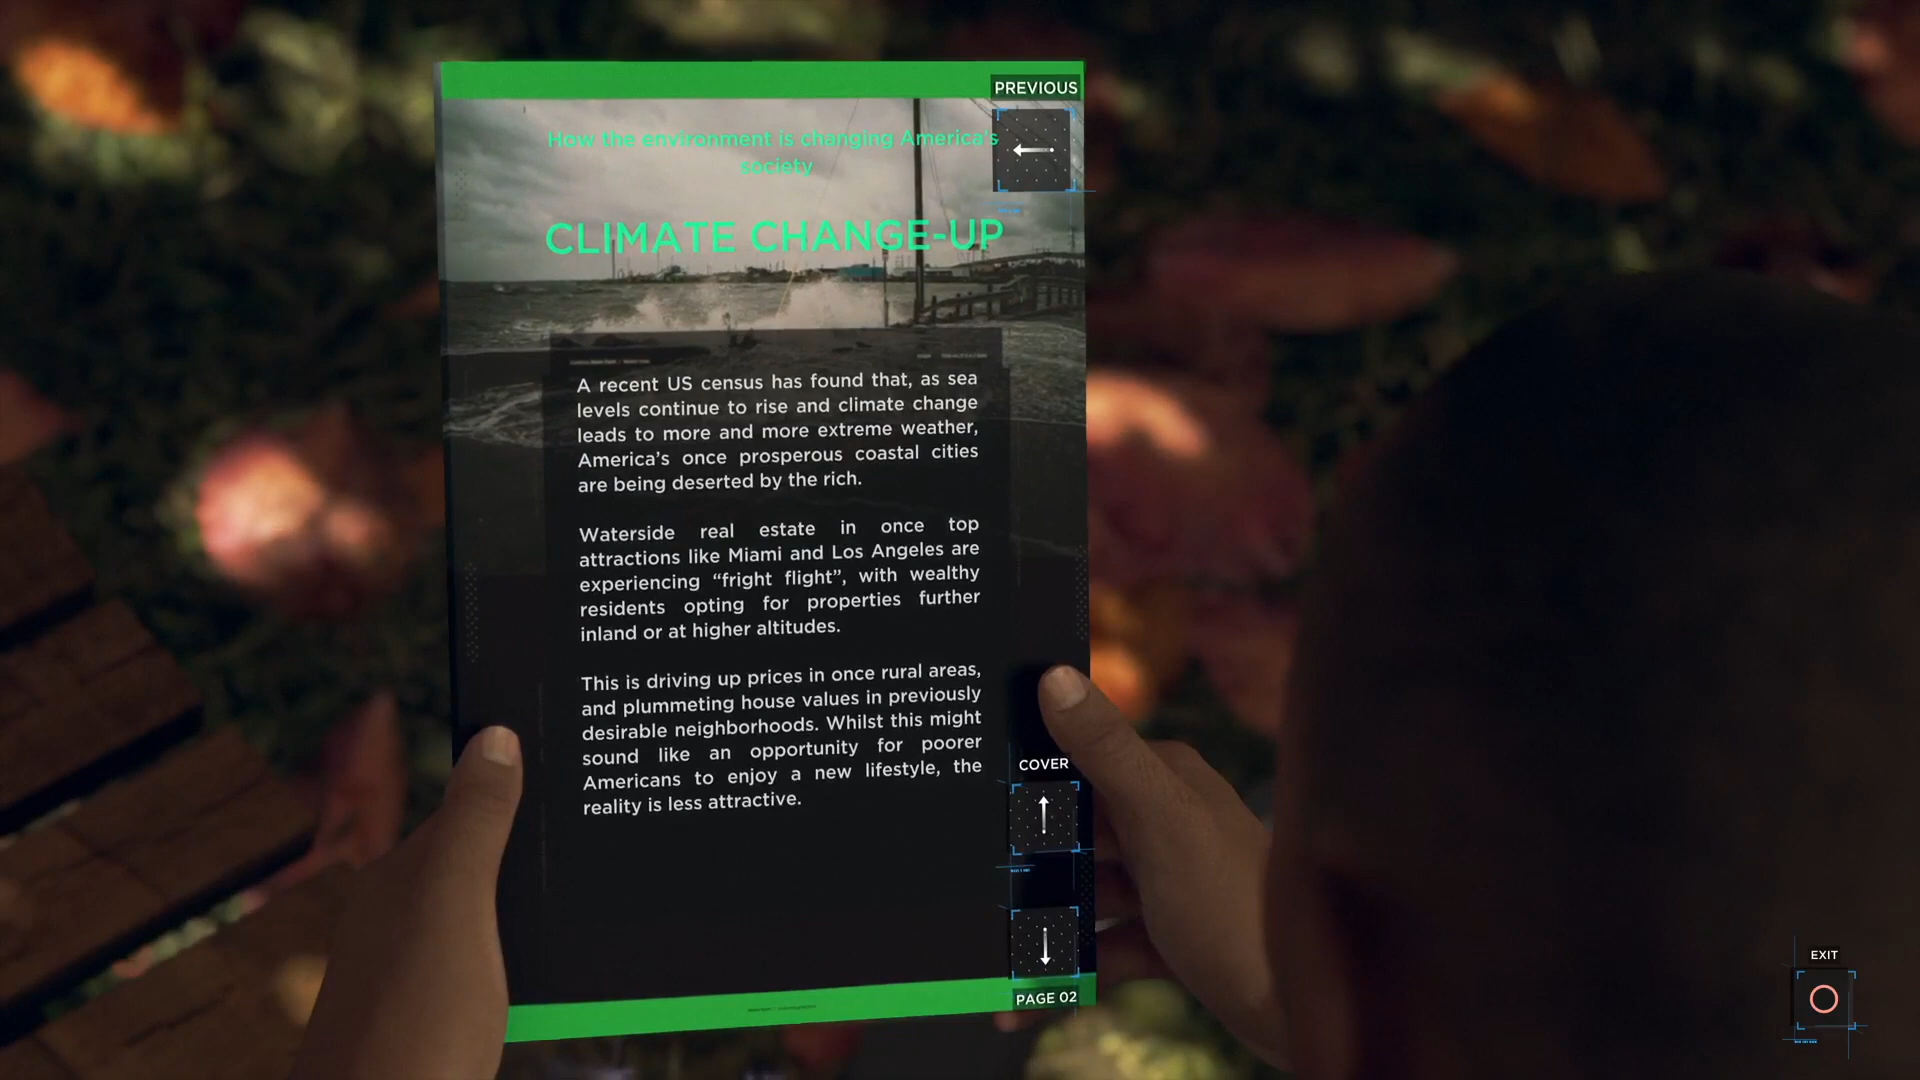 PREVIOUS
How the environment is changing America's
society
CLIMATE CHANGE-UP
A recent US census has found that, as sea
levels continue to rise and climate change
leads to more and more extreme weather,
America's once prosperous coastal cities
are being deserted by the rich.
Waterside real estate in once top
attractions like Miami and Los Angeles are
experiencing “fright flight”, with wealthy
residents opting for properties further
inland or at higher altitudes.
This is driving up prices in once rural areas,
and plummeting house values in previously
desirable neighborhoods. Whilst this might
sound like an opportunity for poorer
Americans to enjoy a new lifestyle, the
reality is less attractive.
COVER
PAGE 02
EXIT